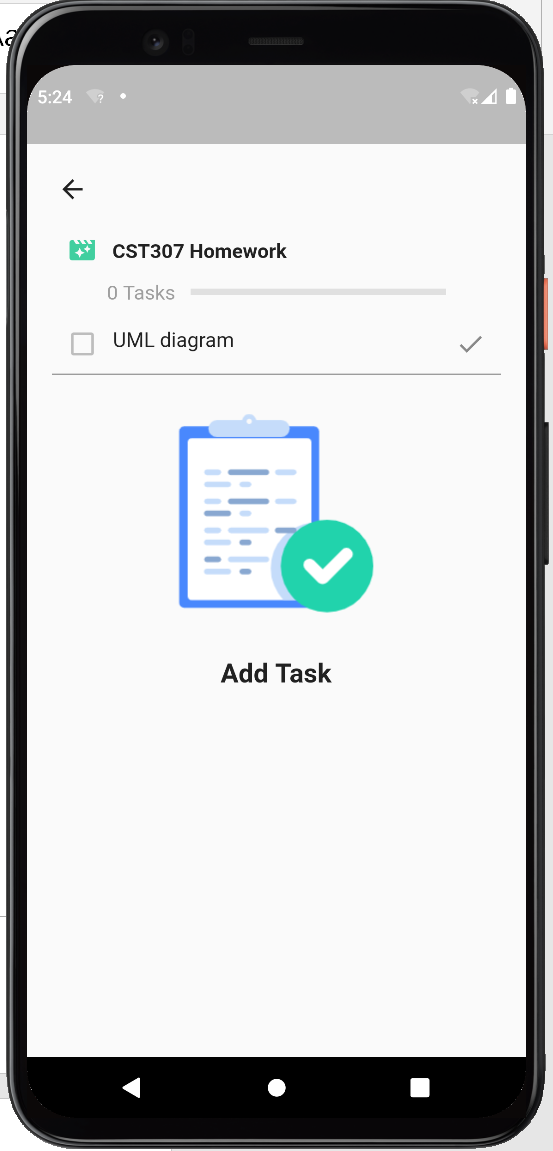 5:24
CST307 Homework
0 Tasks
UML diagram
Add Task